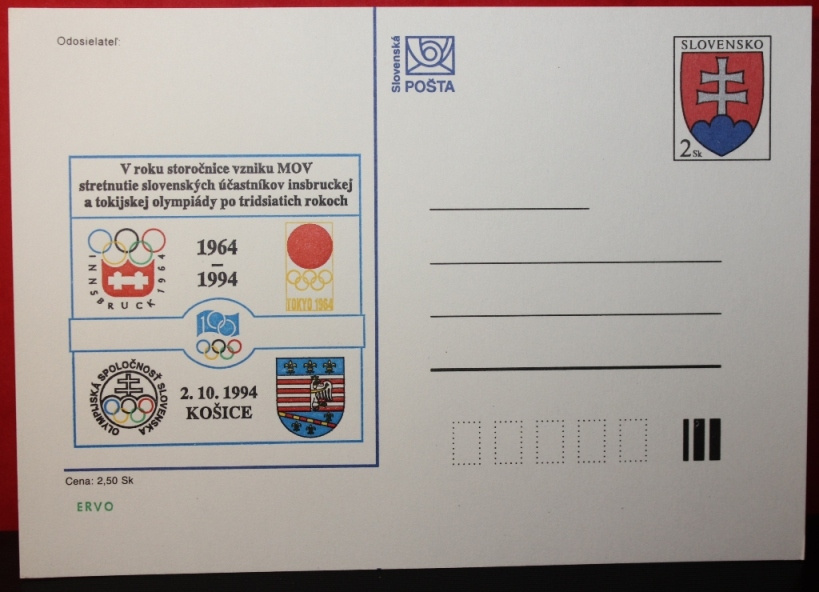 Odosielateľ:
V roku storočnice vzniku MOV
stretnutie slovenských účastníkov insbruckej
a tokijskej olympiády po tridsiatich rokoch
INNSBRUCK 1964
1964
–
1994
TOKYO 1964
100
OLYMPIJSKÁ SPOLOČNOSŤ SLOVENSKA
2. 10. 1994
KOŠICE
Cena: 2,50 Sk
ERVO
Slovenská
POŠTA
SLOVENSKO
2 Sk